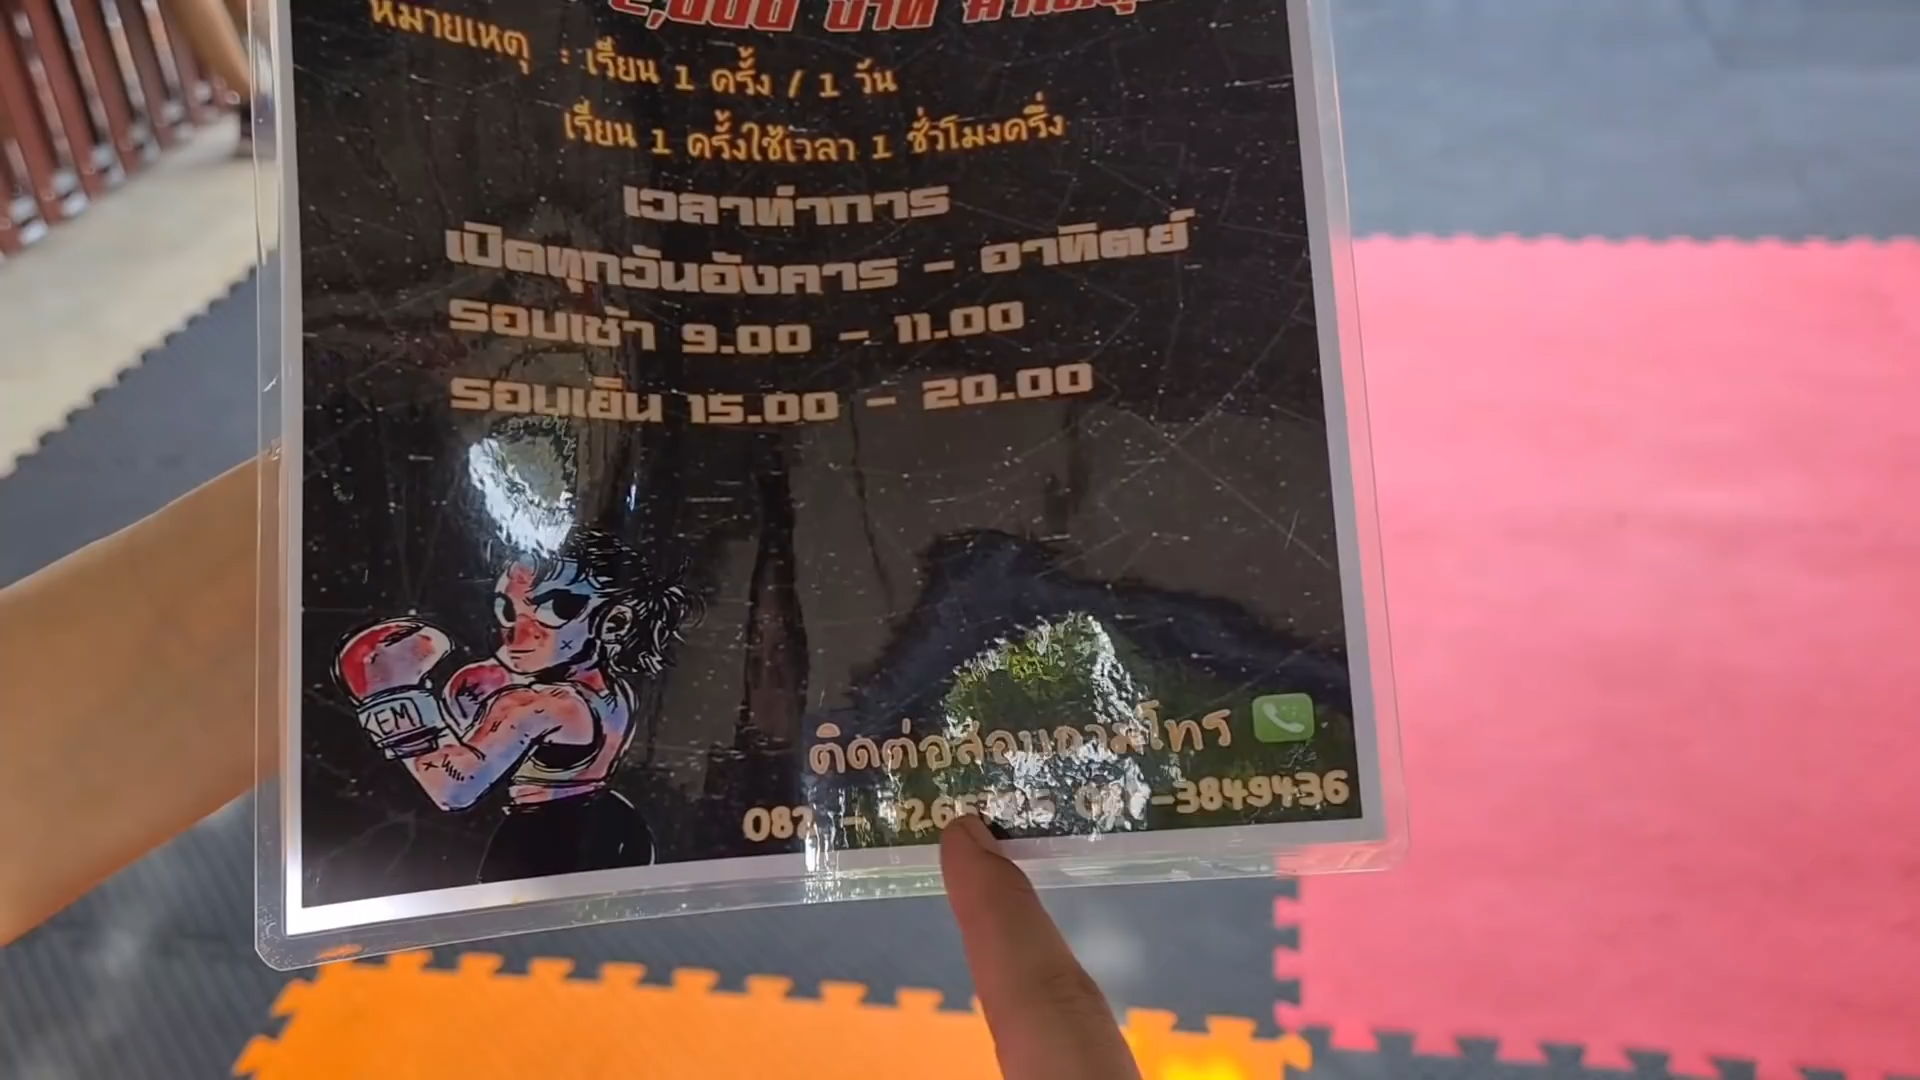 2,000 บาท
หมายเหตุ : เรียน 1 ครั้ง / 1 วัน
เรียน 1 ครั้งใช้เวลา 1 ชั่วโมงครึ่ง
เวลาทำการ
เปิดทุกวันอังคาร - อาทิตย์
รอบเช้า 9.00 - 11.00
รอบเย็น 15.00 - 20.00
KEM
ติดต่อสอบถามโทร
-3849436